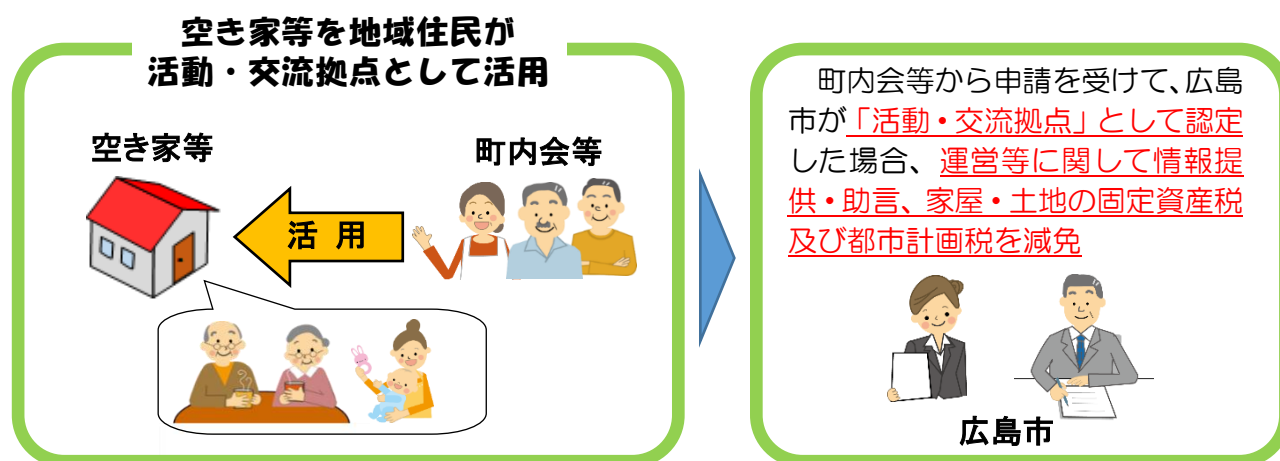 空き家等を地域住民が
活動・交流拠点として活用
空き家等
町内会等
活 用
町内会等から申請を受けて、広島
市が「活動・交流拠点」として認定
した場合、運営等に関して情報提
供・助言、家屋・土地の固定資産税
及び都市計画税を減免
広島市